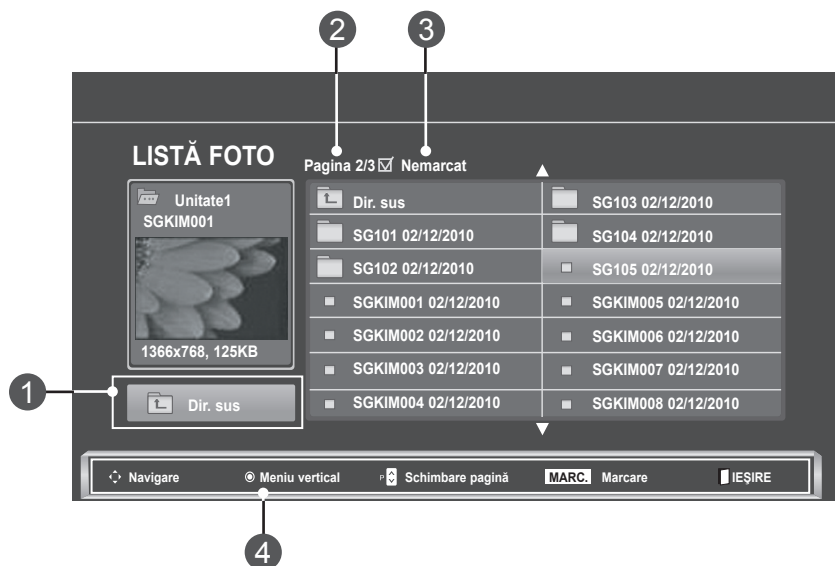 2
3
LISTĂ FOTO
Pagina 2/3 Nemarcat
Unitate1
SGKIM001
1366x768, 125KB
Dir. sus
SG101 02/12/2010
SG102 02/12/2010
SGKIM001 02/12/2010
SGKIM002 02/12/2010
SGKIM003 02/12/2010
SGKIM004 02/12/2010
SG103 02/12/2010
SG104 02/12/2010
SG105 02/12/2010
SGKIM005 02/12/2010
SGKIM006 02/12/2010
SGKIM007 02/12/2010
SGKIM008 02/12/2010
1
Dir. sus
Navigare Meniu vertical P Schimbare pagină MARC. Marcare IEŞIRE
4